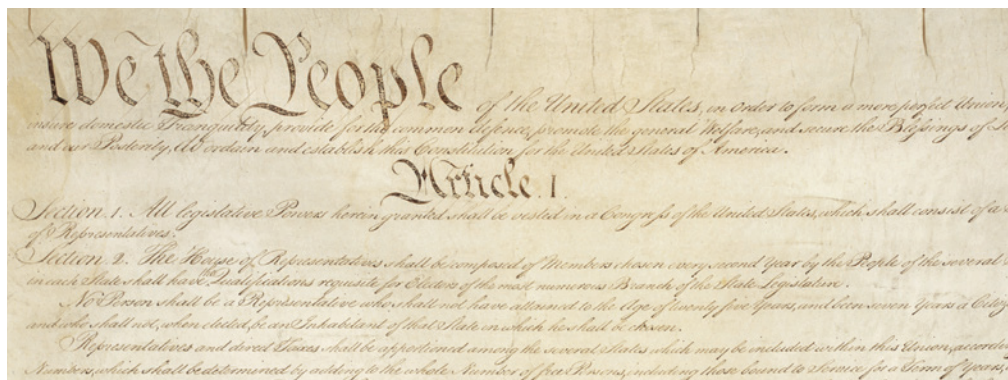 We the People of the United States, in Order to form a more perfect Union
insure domestic Tranquility, provide for the common defence, promote the general Welfare, and secure the Blessings of
and our Posterity, do ordain and establish this Constitution for the United States of America.
Article. I.
Section. 1. All legislative Powers herein granted shall be vested in a Congress of the United States, which shall consist of a
of Representatives.
Section. 2. The House of Representatives shall be composed of Members chosen every second Year by the People of the several
in each State shall have the Qualifications requisite for Electors of the most numerous Branch of the State Legislature.
No Person shall be a Representative who shall not have attained to the Age of twenty five Years, and been seven Years a
and who shall not, when elected, be an Inhabitant of that State in which he shall be chosen.
Representatives and direct Taxes shall be apportioned among the several States which may be included within this Union,
Numbers, which shall be determined by adding to the whole Number of free Persons, including those bound to Service for a Term of Years,